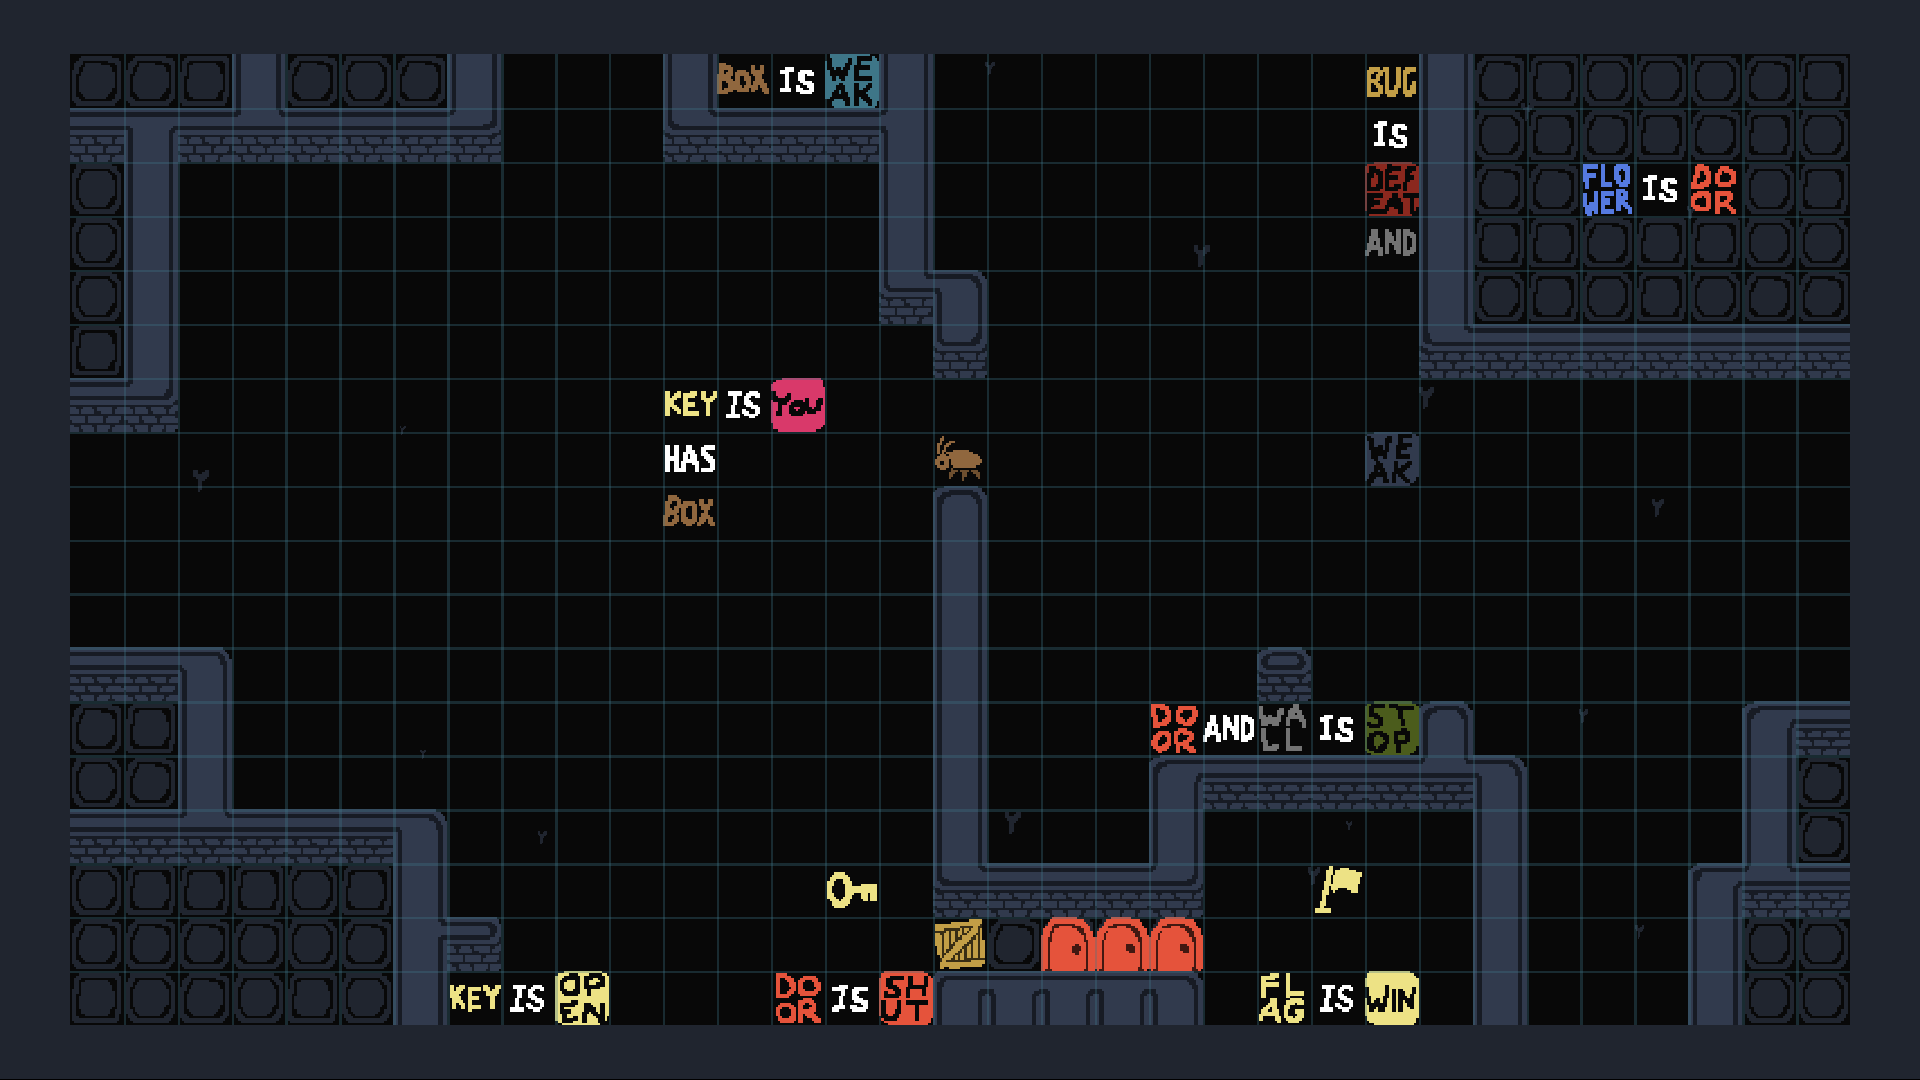 BOX IS WEAK
BUG
IS
DEFEAT
AND
FLOWER IS DOOR
KEY IS YOU
HAS
BOX
WEAK
DOOR AND WALL IS STOP
KEY IS OPEN
DOOR IS SHUT
FLAG IS WIN